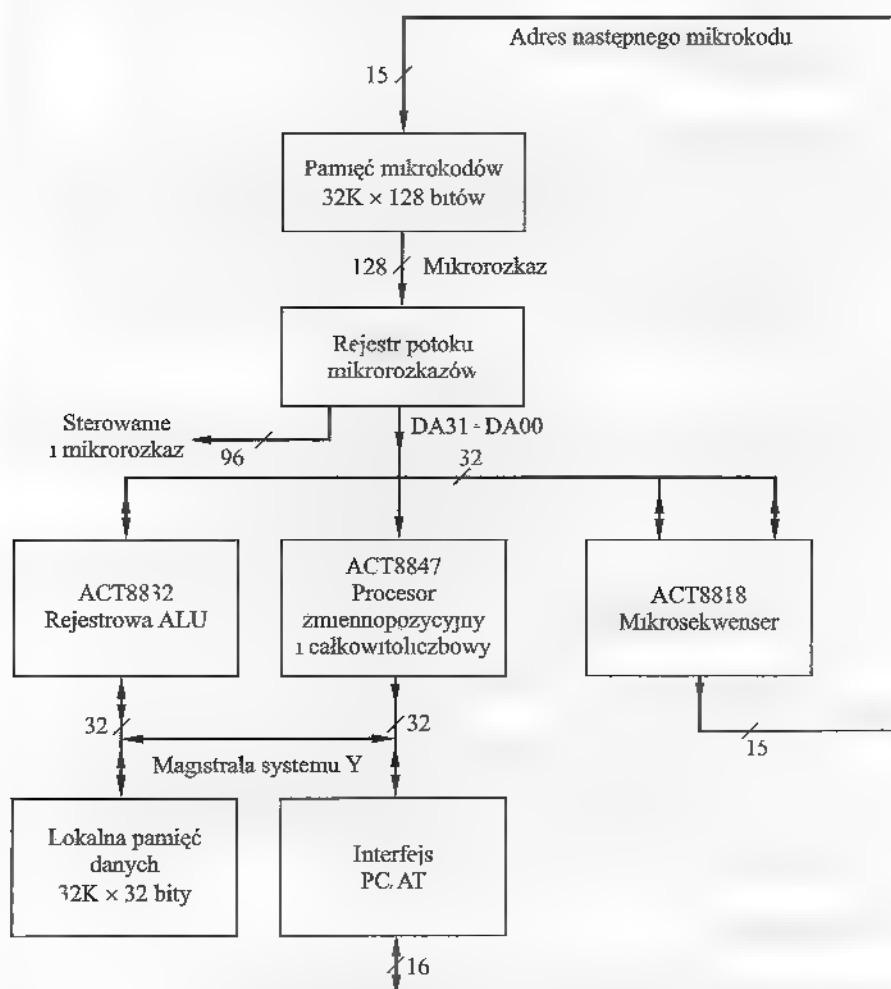 Adres następnego mikrokodu
15
Pamięć mikrokodów
32K × 128 bitów
128
Mikrorozkaz
Rejestr potoku
mikrorozkazów
Sterowanie
i mikrorozkaz
96
DA31 - DA00
32
ACT8832
Rejestrowa ALU
ACT8847
Procesor
zmiennopozycyjny
i całkowitoliczbowy
ACT8818
Mikrosekwenser
32
32
15
Magistrala systemu Y
Lokalna pamięć
danych
32K × 32 bity
Interfejs
PC AT
16